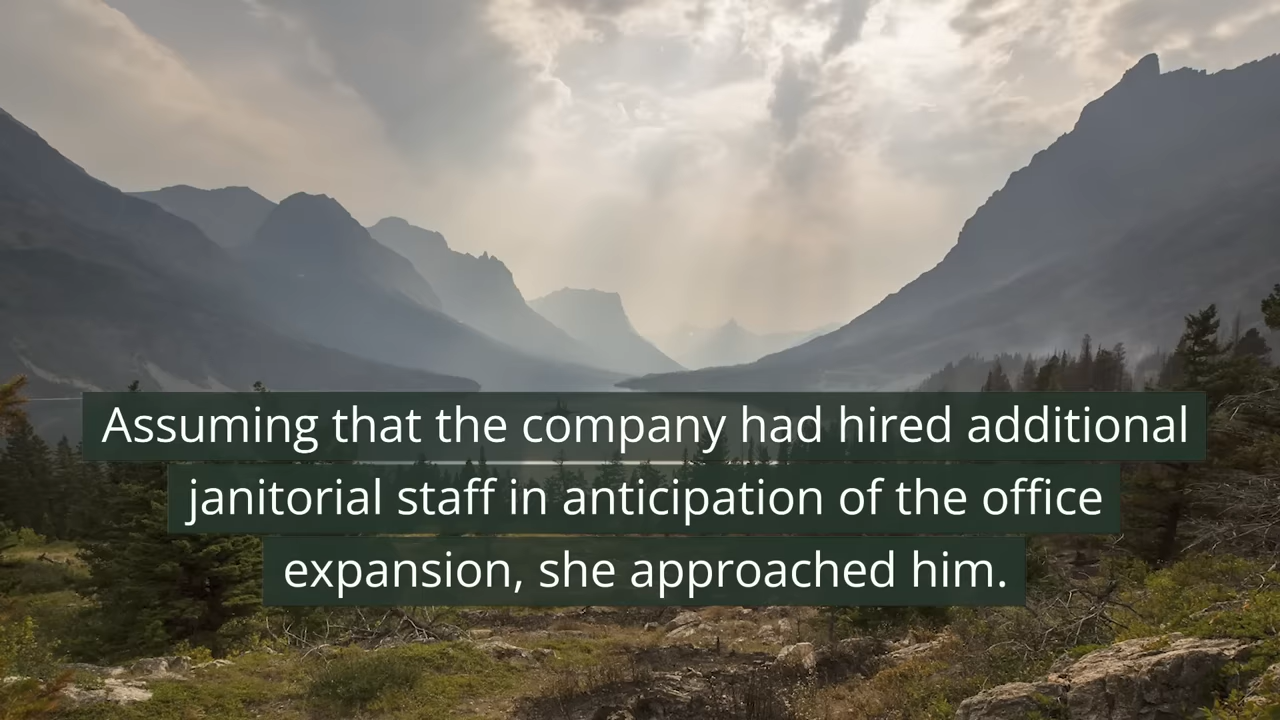 Assuming that the company had hired additional
janitorial staff in anticipation of the office
expansion, she approached him.